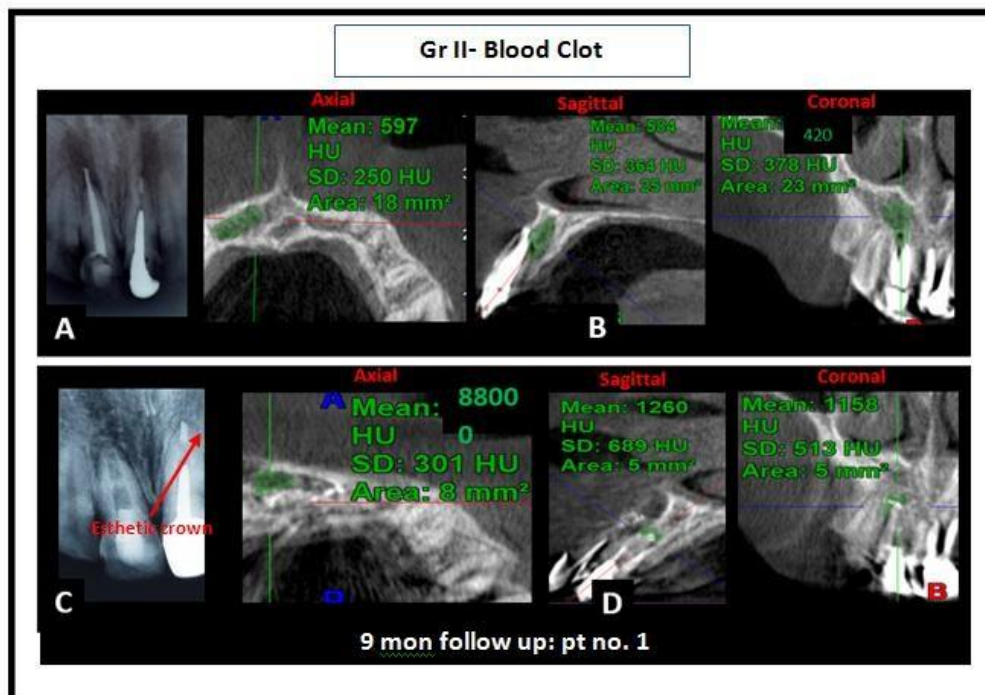 Gr II- Blood Clot
Axial
Mean: 597
HU
SD: 250 HU
Area: 18 mm²
Sagittal
Mean: 584
HU
SD: 364 HU
Area: 25 mm²
Coronal
Mean:
420
HU
SD: 378 HU
Area: 23 mm²
A
B
Axial
A
Mean: 8800
HU 0
SD: 301 HU
Area: 8 mm²
Sagittal
Mean: 1260
HU
SD: 689 HU
Area: 5 mm²
Coronal
Mean: 1158
HU
SD: 513 HU
Area: 5 mm²
Esthetic crown
C
D
B
9 mon follow up: pt no. 1